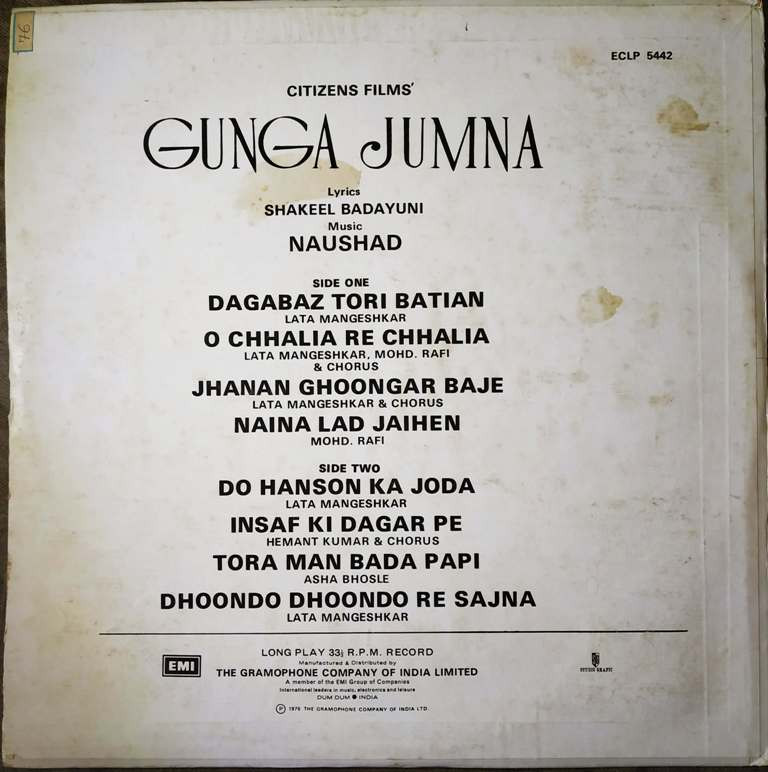 76
ECLP 5442
CITIZENS FILMS'
GUNGA JUMNA
Lyrics
SHAKEEL BADAYUNI
Music
NAUSHAD
SIDE ONE
DAGABAZ TORI BATIAN
LATA MANGESHKAR
O CHHALIA RE CHHALIA
LATA MANGESHKAR, MOHD. RAFI
& CHORUS
JHANAN GHOONGAR BAJE
LATA MANGESHKAR & CHORUS
NAINA LAD JAIHEN
MOHD. RAFI
SIDE TWO
DO HANSON KA JODA
LATA MANGESHKAR
INSAF KI DAGAR PE
HEMANT KUMAR & CHORUS
TORA MAN BADA PAPI
ASHA BHOSLE
DHOONDO DHOONDO RE SAJNA
LATA MANGESHKAR
EMI
LONG PLAY 33⅓ R.P.M. RECORD
Manufactured & Distributed by
THE GRAMOPHONE COMPANY OF INDIA LIMITED
A member of the EMI Group of Companies
International leaders in music, electronics and leisure
DUM DUM ● INDIA
Ⓟ 1976 THE GRAMOPHONE COMPANY OF INDIA LTD.